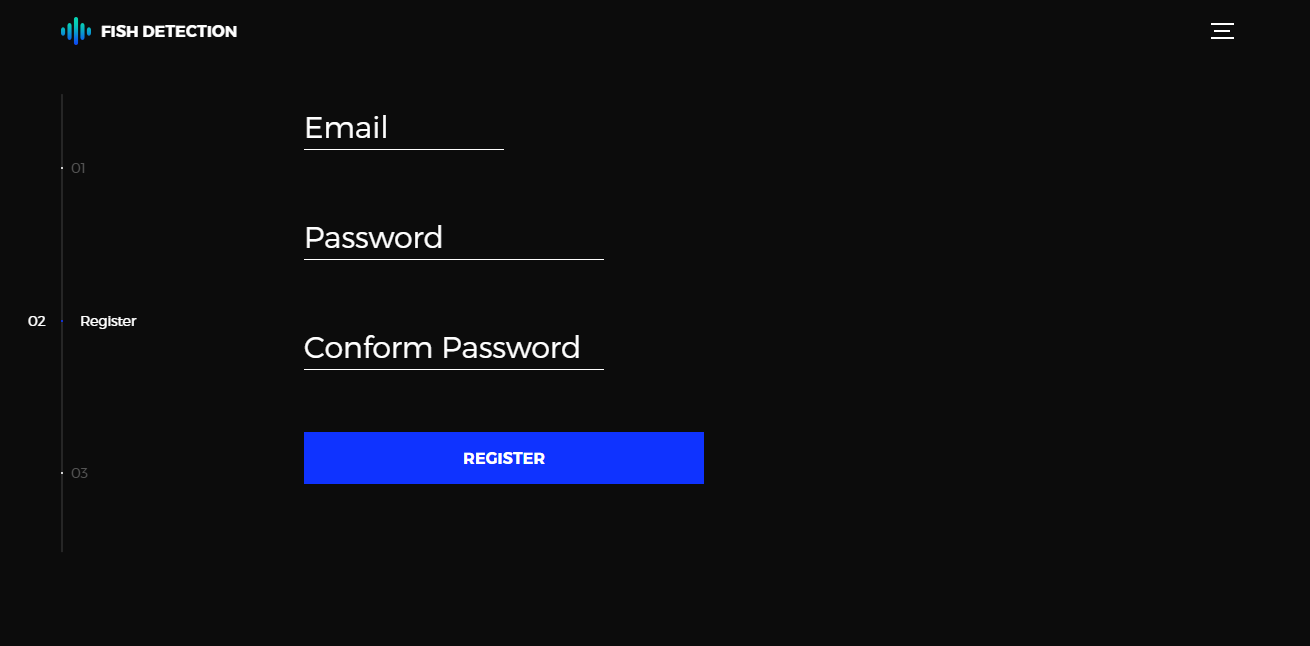 FISH DETECTION
Email
01
Password
02 Register
Conform Password
REGISTER
03